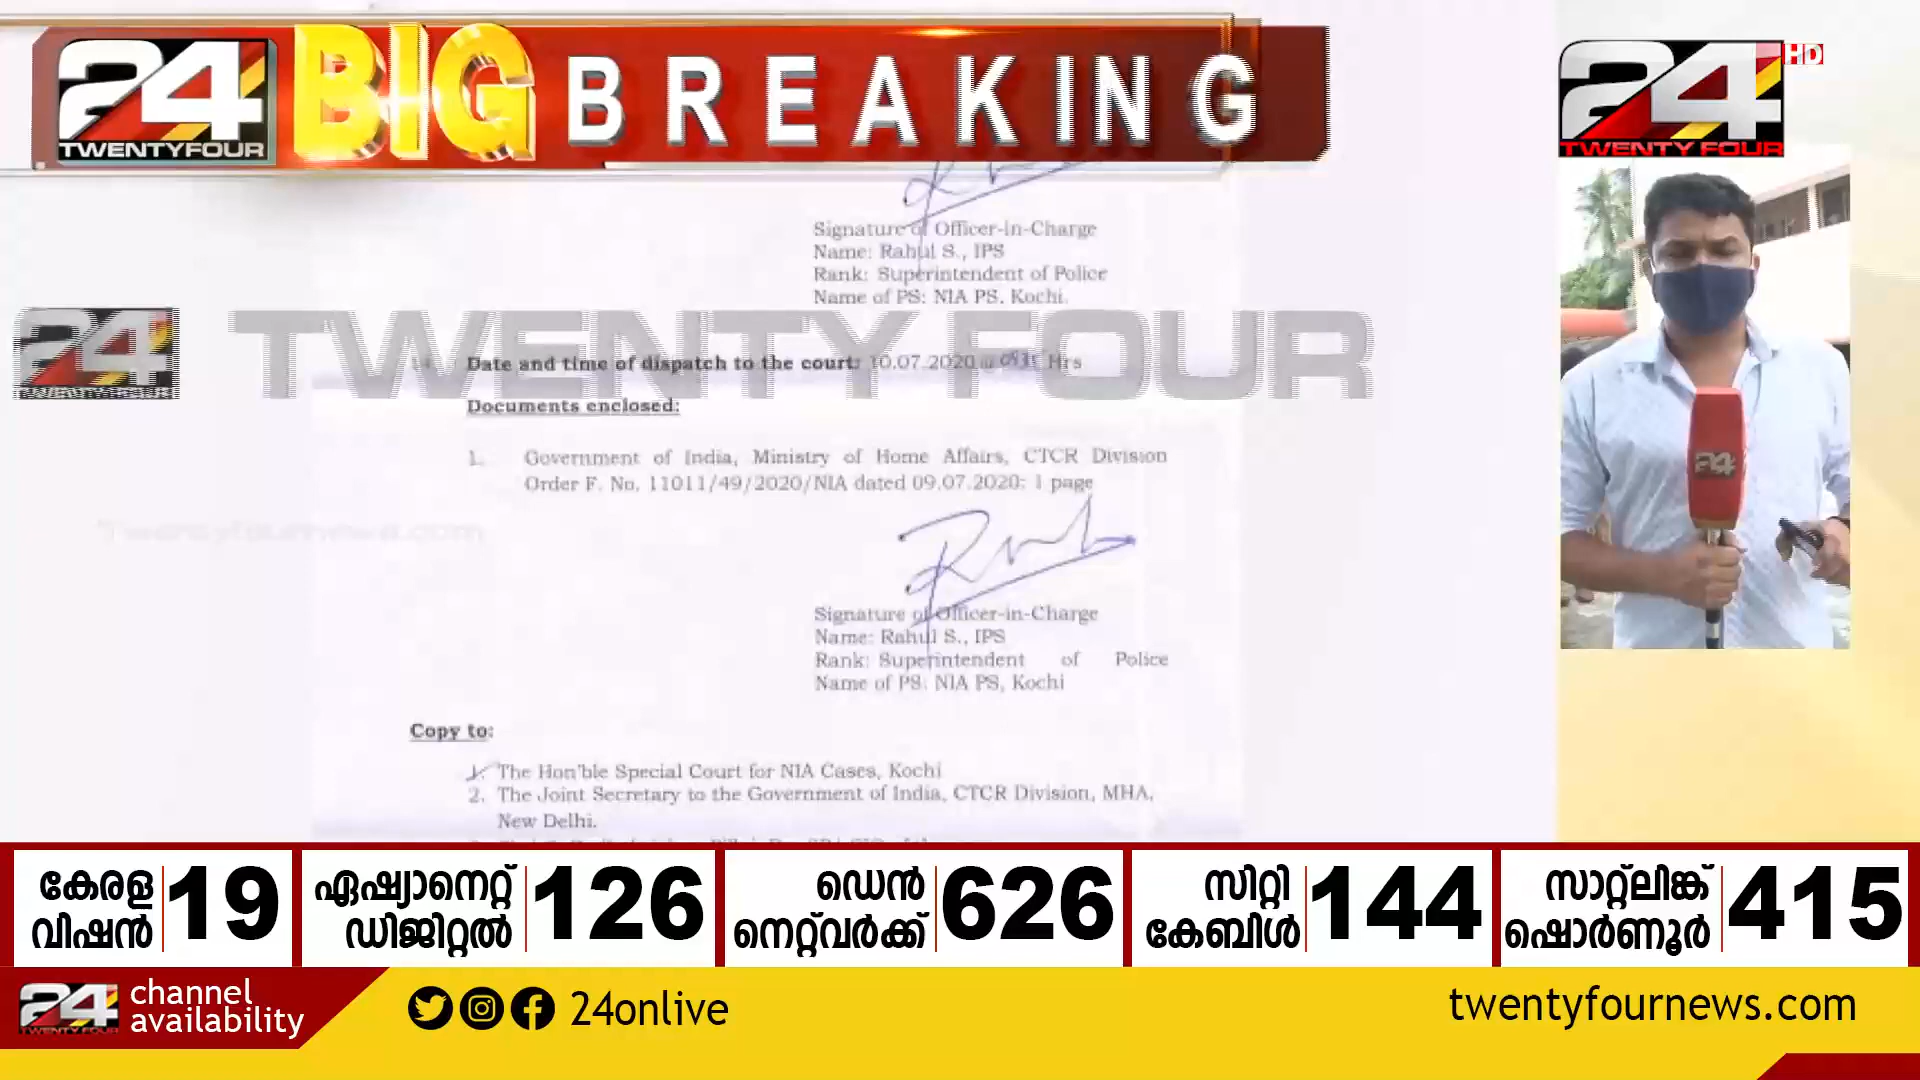 24 BIG BREAKING
TWENTYFOUR
24 HD
TWENTY FOUR
Signature of Officer-in-Charge
Name: Rahul S., IPS
Rank: Superintendent of Police
Name of PS: NIA PS, Kochi.
24 TWENTY FOUR
Date and time of dispatch to the court: 10.07.2020 Hrs
Documents enclosed:
1. Government of India, Ministry of Home Affairs, CTCR Division
Order F. No. 11011/49/2020/NIA dated 09.07.2020: 1 page
Twentyfournews.com
Signature of Officer-in-Charge
Name: Rahul S., IPS
Rank: Superintendent of Police
Name of PS: NIA PS, Kochi
Copy to:
1. The Hon'ble Special Court for NIA Cases, Kochi
2. The Joint Secretary to the Government of India, CTCR Division, MHA,
New Delhi.
24
കേരള
വിഷൻ 19
ഏഷ്യാനെറ്റ്
ഡിജിറ്റൽ 126
ഡെൻ
നെറ്റ്‌വർക്ക് 626
സിറ്റി
കേബിൾ 144
സാറ്റ്ലിങ്ക്
ഷൊർണൂർ 415
24
TWENTY FOUR
channel
availability
24onlive
twentyfournews.com